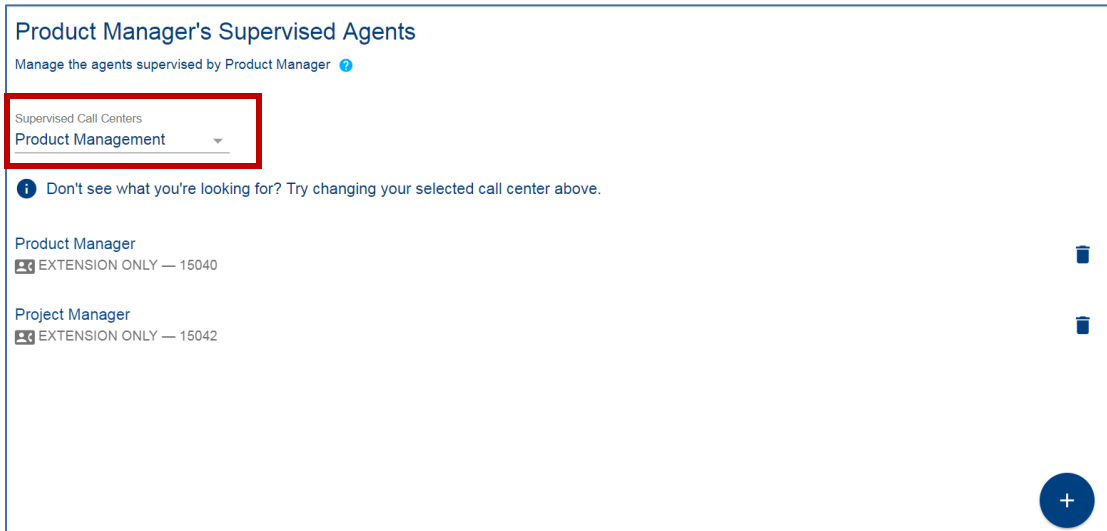 Product Manager's Supervised Agents
Manage the agents supervised by Product Manager ?
Supervised Call Centers
Product Management
Don't see what you're looking for? Try changing your selected call center above.
Product Manager
EXTENSION ONLY — 15040
Project Manager
EXTENSION ONLY — 15042